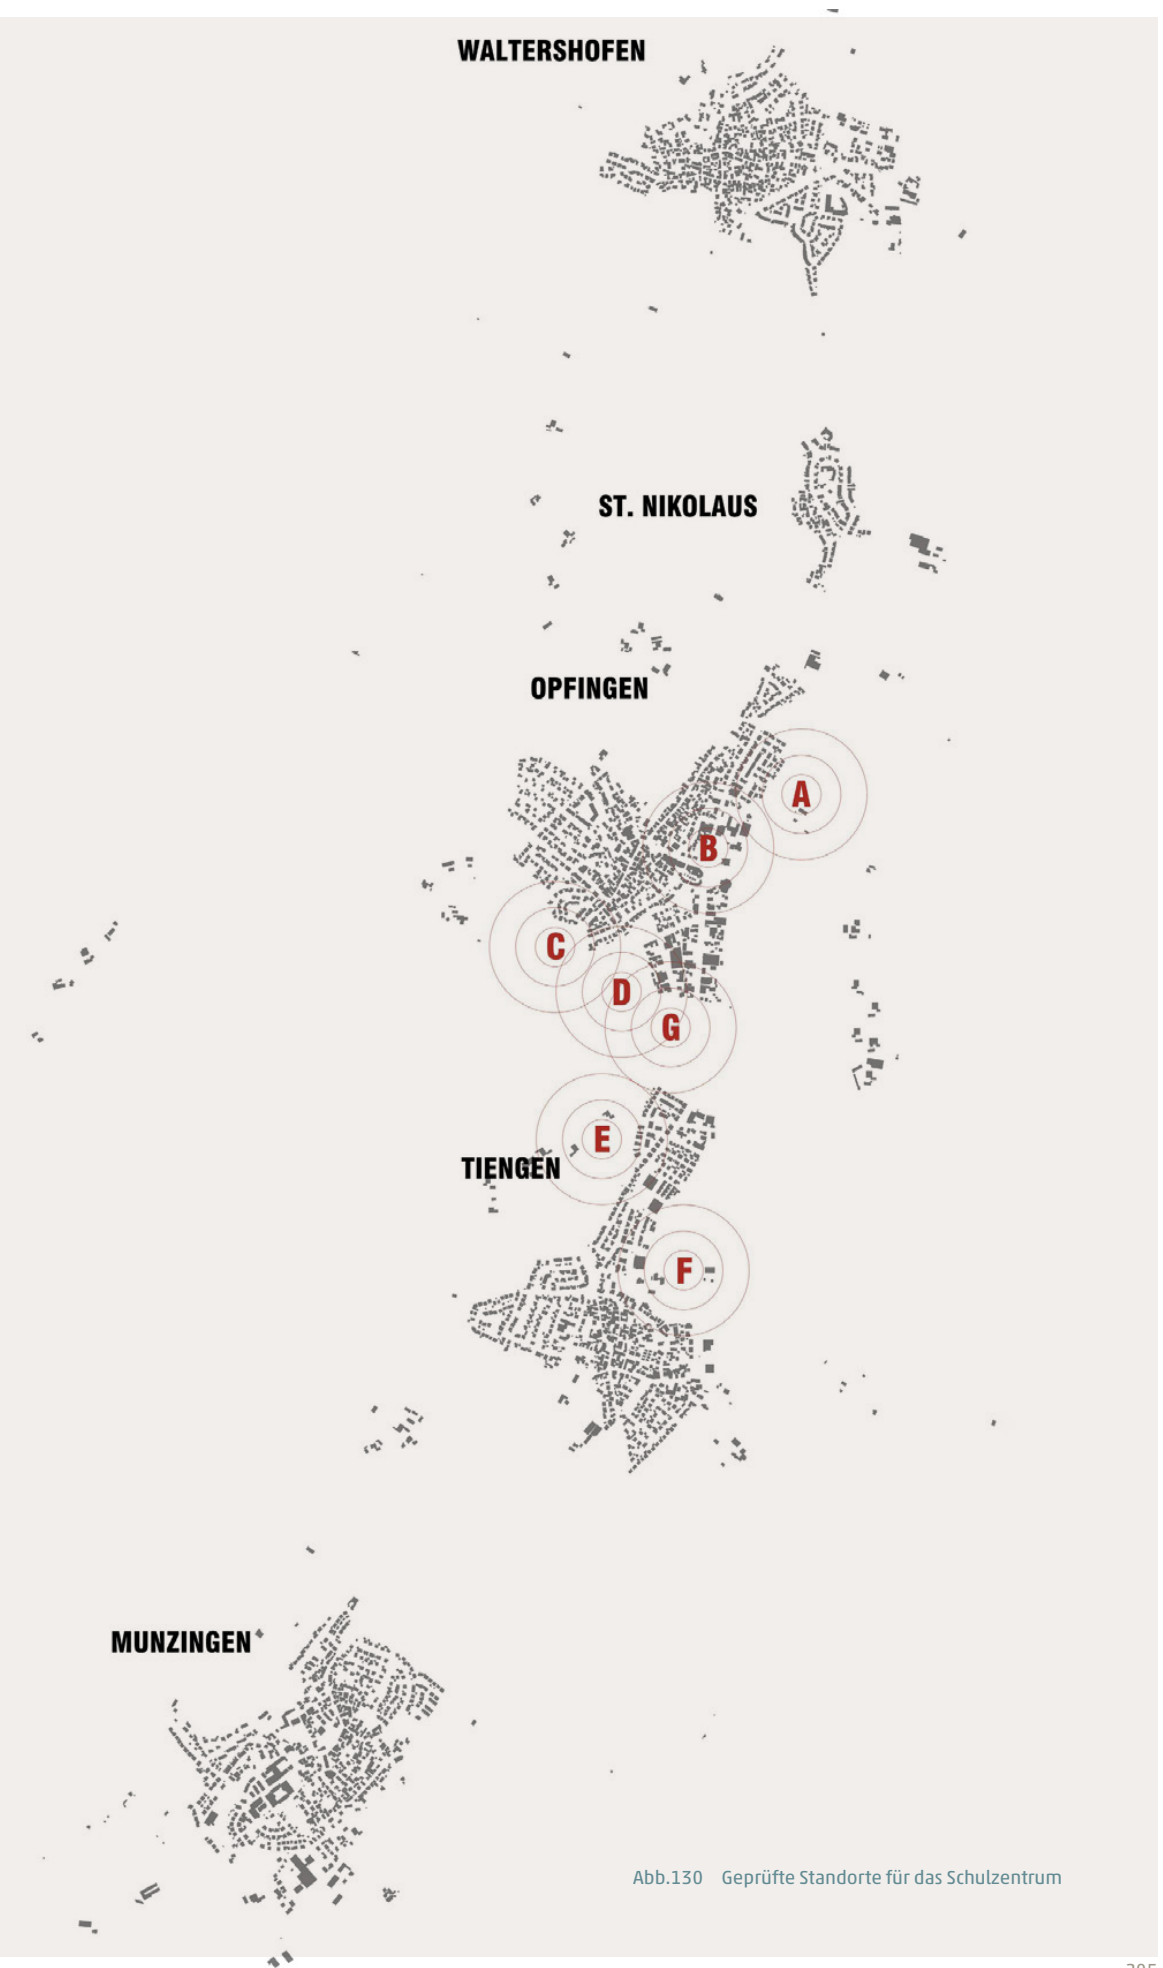 WALTERSHOFEN
ST. NIKOLAUS
OPFINGEN
A
B
C
D
G
E
TIENGEN
F
MUNZINGEN
Abb.130 Geprüfte Standorte für das Schulzentrum